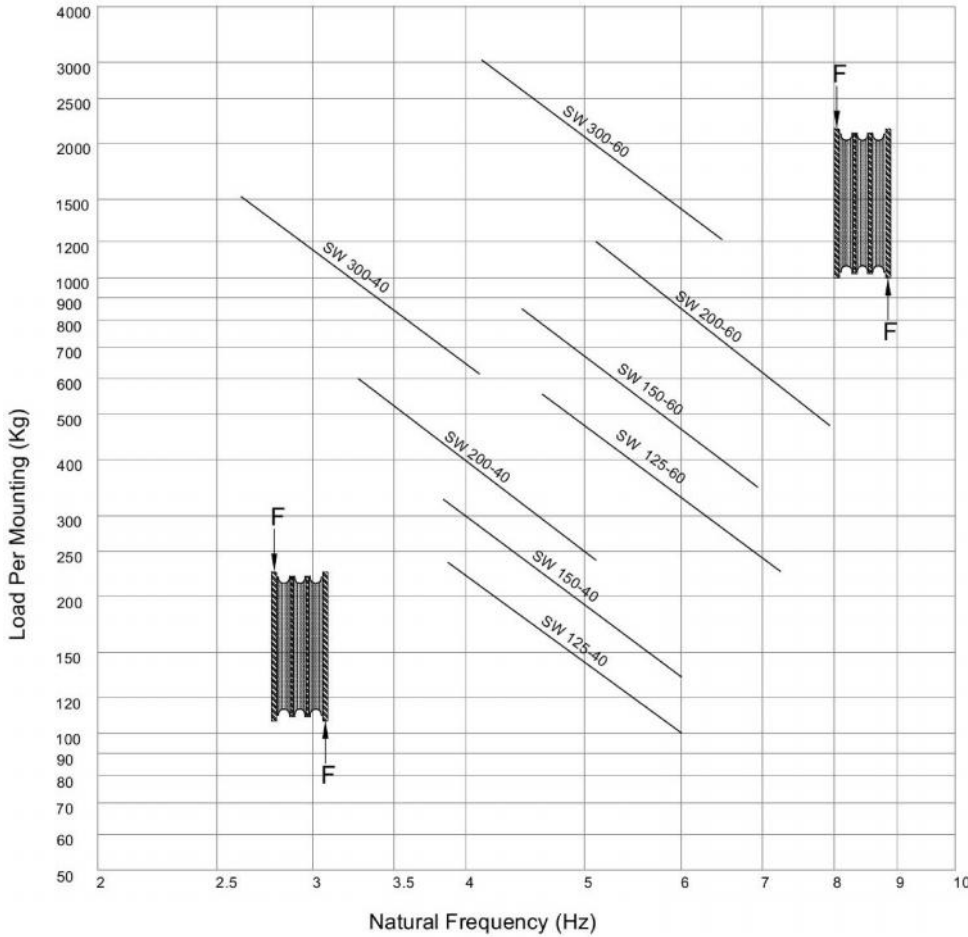 4000
3000
2500
2000
1500
1200
1000
900
800
700
600
500
400
300
250
200
150
120
100
90
80
70
60
50
Load Per Mounting (Kg)
F
F
F
F
SW 300-60
SW 300-40
SW 200-60
SW 150-60
SW 125-60
SW 200-40
SW 150-40
SW 125-40
2 2.5 3 3.5 4 5 6 7 8 9 10
Natural Frequency (Hz)